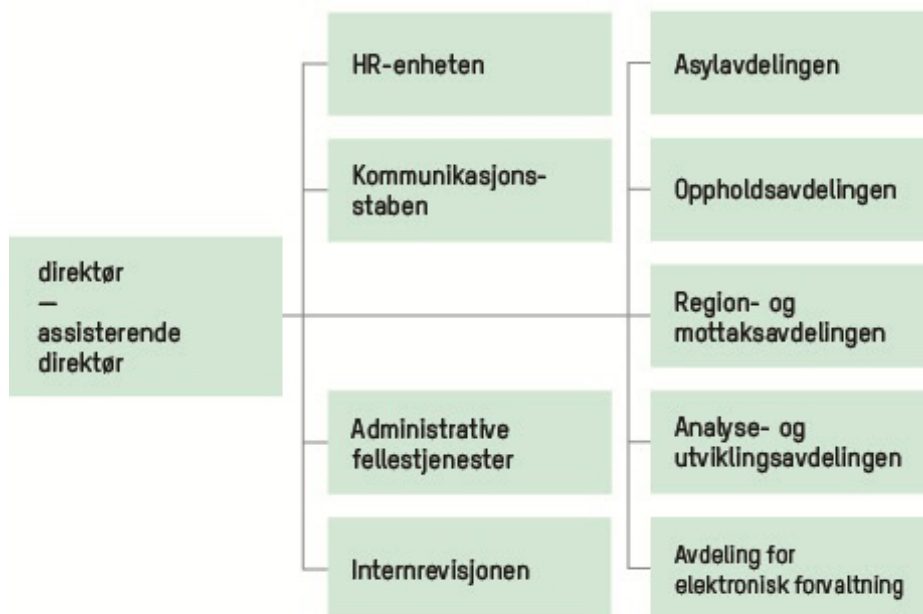 direktør
—
assisterende
direktør
HR-enheten
Kommunikasjons-
staben
Administrative
fellestjenester
Internrevisjonen
Asylavdelingen
Oppholdsavdelingen
Region- og
mottaksavdelingen
Analyse- og
utviklingsavdelingen
Avdeling for
elektronisk forvaltning